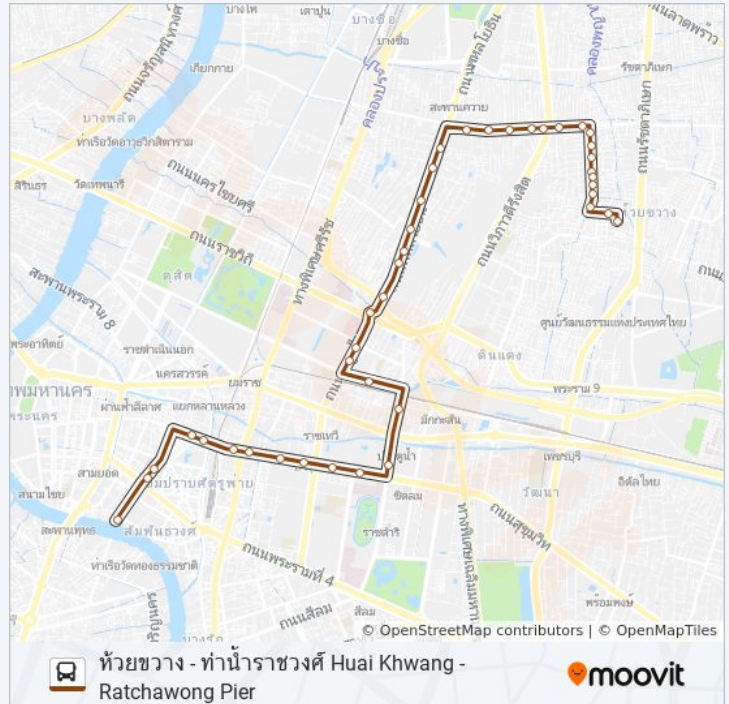 บางโพ
เตาปูน
บางซื่อ
ถนนลาดพร้าว
ถนนจรัญสนิทวงศ์
เกียกกาย
บางซื่อ
คลองเปรม
ถนนพหลโยธิน
รัชดาภิเษก
สะพานควาย
บางพลัด
ท่าเรือวัดอาวุธวิกสิตาราม
ถนนรัชดาภิเษก
สิรินธร
วัดเทพนารี
ถนนนครไชยศรี
ห้วยขวาง
ถนนวิภาวดีรังสิต
ถนนราชวิถี
ทางพิเศษศรีรัช
ดุสิต
สะพานพระราม 8
ศูนย์วัฒนธรรมแห่งประเทศไทย
พระอาทิตย์
ราชดำเนินนอก
ดินแดง
นครสวรรค์
ยมราช
พระราม 9
ผ่านฟ้าลีลาศ
แยกหลานหลวง
มักกะสัน
พระนคร
ราชเทวี
เพชรบุรี
ประตูน้ำ
สามยอด
ชิดลม
วัฒนา
อิตัลไทย
สนามไชย
สะพานพุทธ
สัมพันธวงศ์
ราชดำริ
ถนนสุขุมวิท
ท่าเรือวัดทองธรรมชาติ
ถนนพระรามที่ 4
พร้อมพงษ์
ถนนสีลม
สีลม
บางรัก
© OpenStreetMap contributors | © OpenMapTiles
ห้วยขวาง - ท่าน้ำราชวงศ์ Huai Khwang -
Ratchawong Pier
moovit